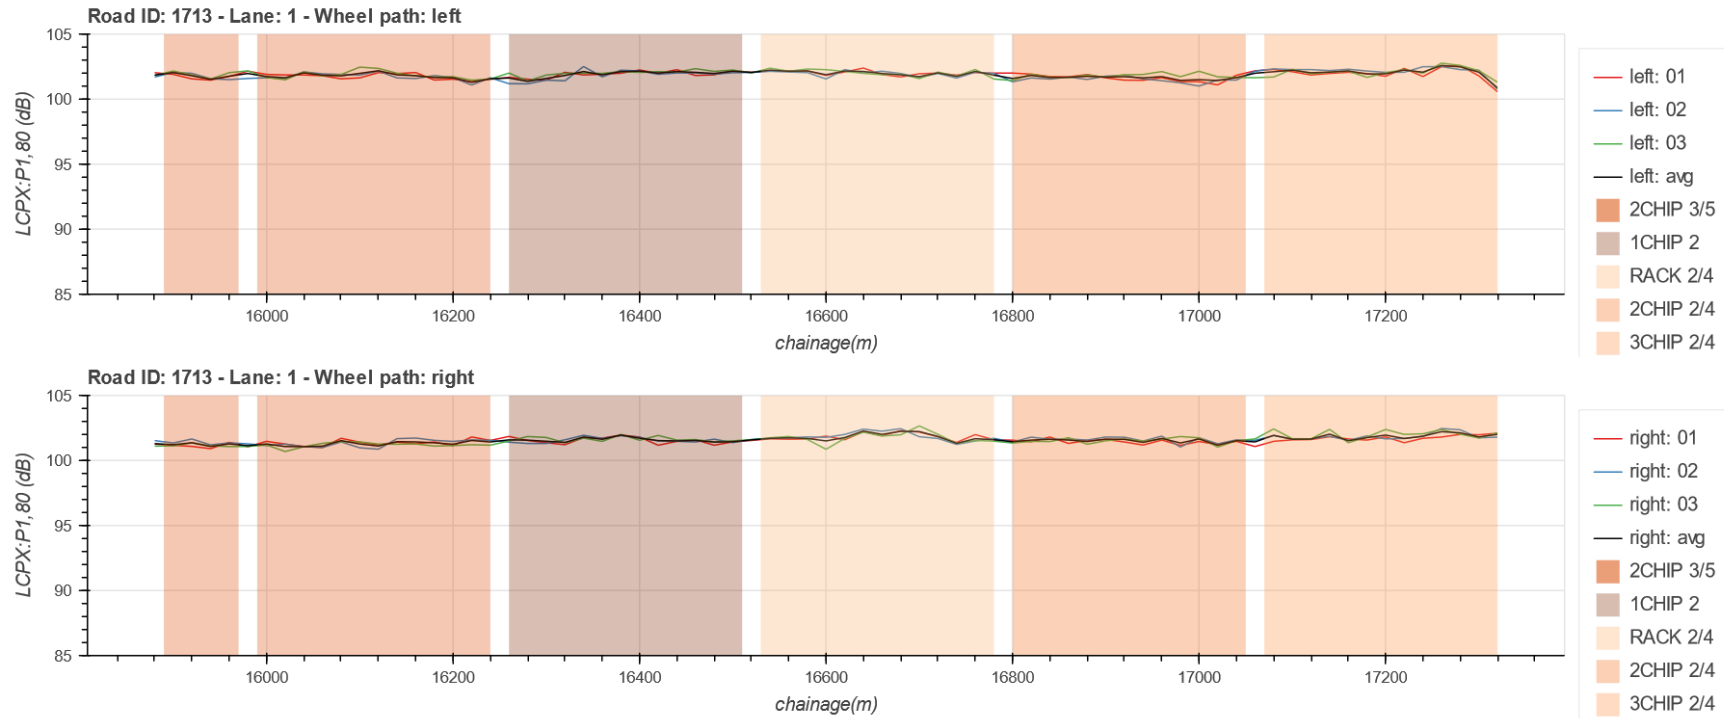 Road ID: 1713 - Lane: 1 - Wheel path: left
105
100
95
90
85
LCPX:P1,80 (dB)
16000 16200 16400 16600 16800 17000 17200
chainage(m)
left: 01
left: 02
left: 03
left: avg
2CHIP 3/5
1CHIP 2
RACK 2/4
2CHIP 2/4
3CHIP 2/4
Road ID: 1713 - Lane: 1 - Wheel path: right
105
100
95
90
85
LCPX:P1,80 (dB)
16000 16200 16400 16600 16800 17000 17200
chainage(m)
right: 01
right: 02
right: 03
right: avg
2CHIP 3/5
1CHIP 2
RACK 2/4
2CHIP 2/4
3CHIP 2/4